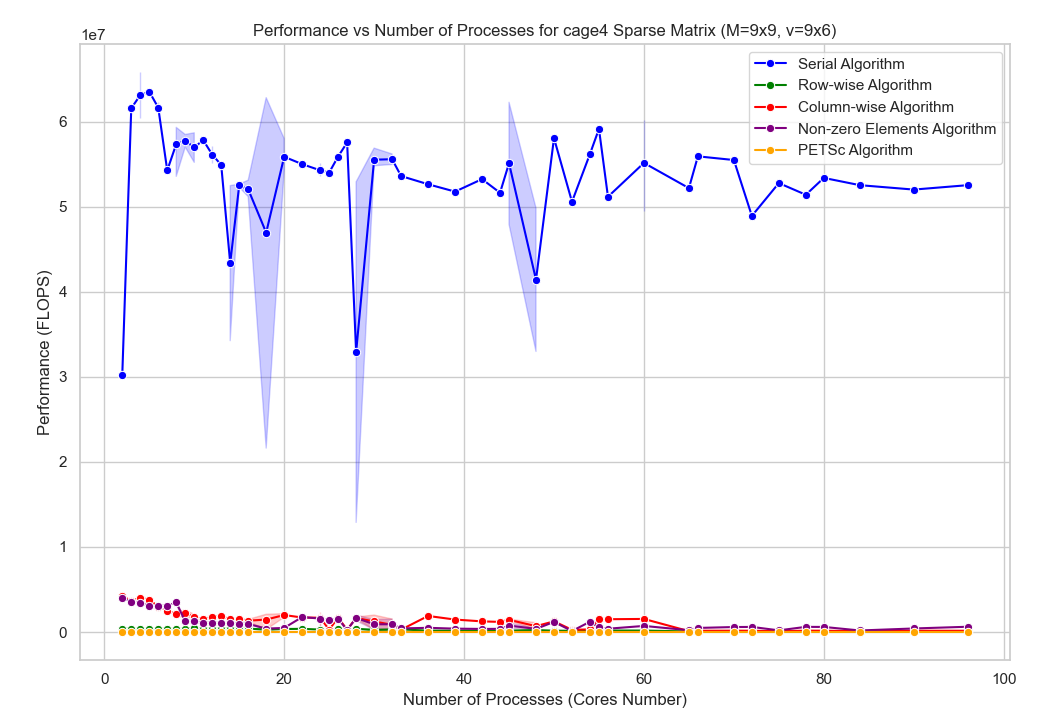 Performance vs Number of Processes for cage4 Sparse Matrix (M=9x9, v=9x6)
1e7
Serial Algorithm
Row-wise Algorithm
Column-wise Algorithm
Non-zero Elements Algorithm
PETSc Algorithm
6
5
4
3
2
1
0
Performance (FLOPS)
0 20 40 60 80 100
Number of Processes (Cores Number)